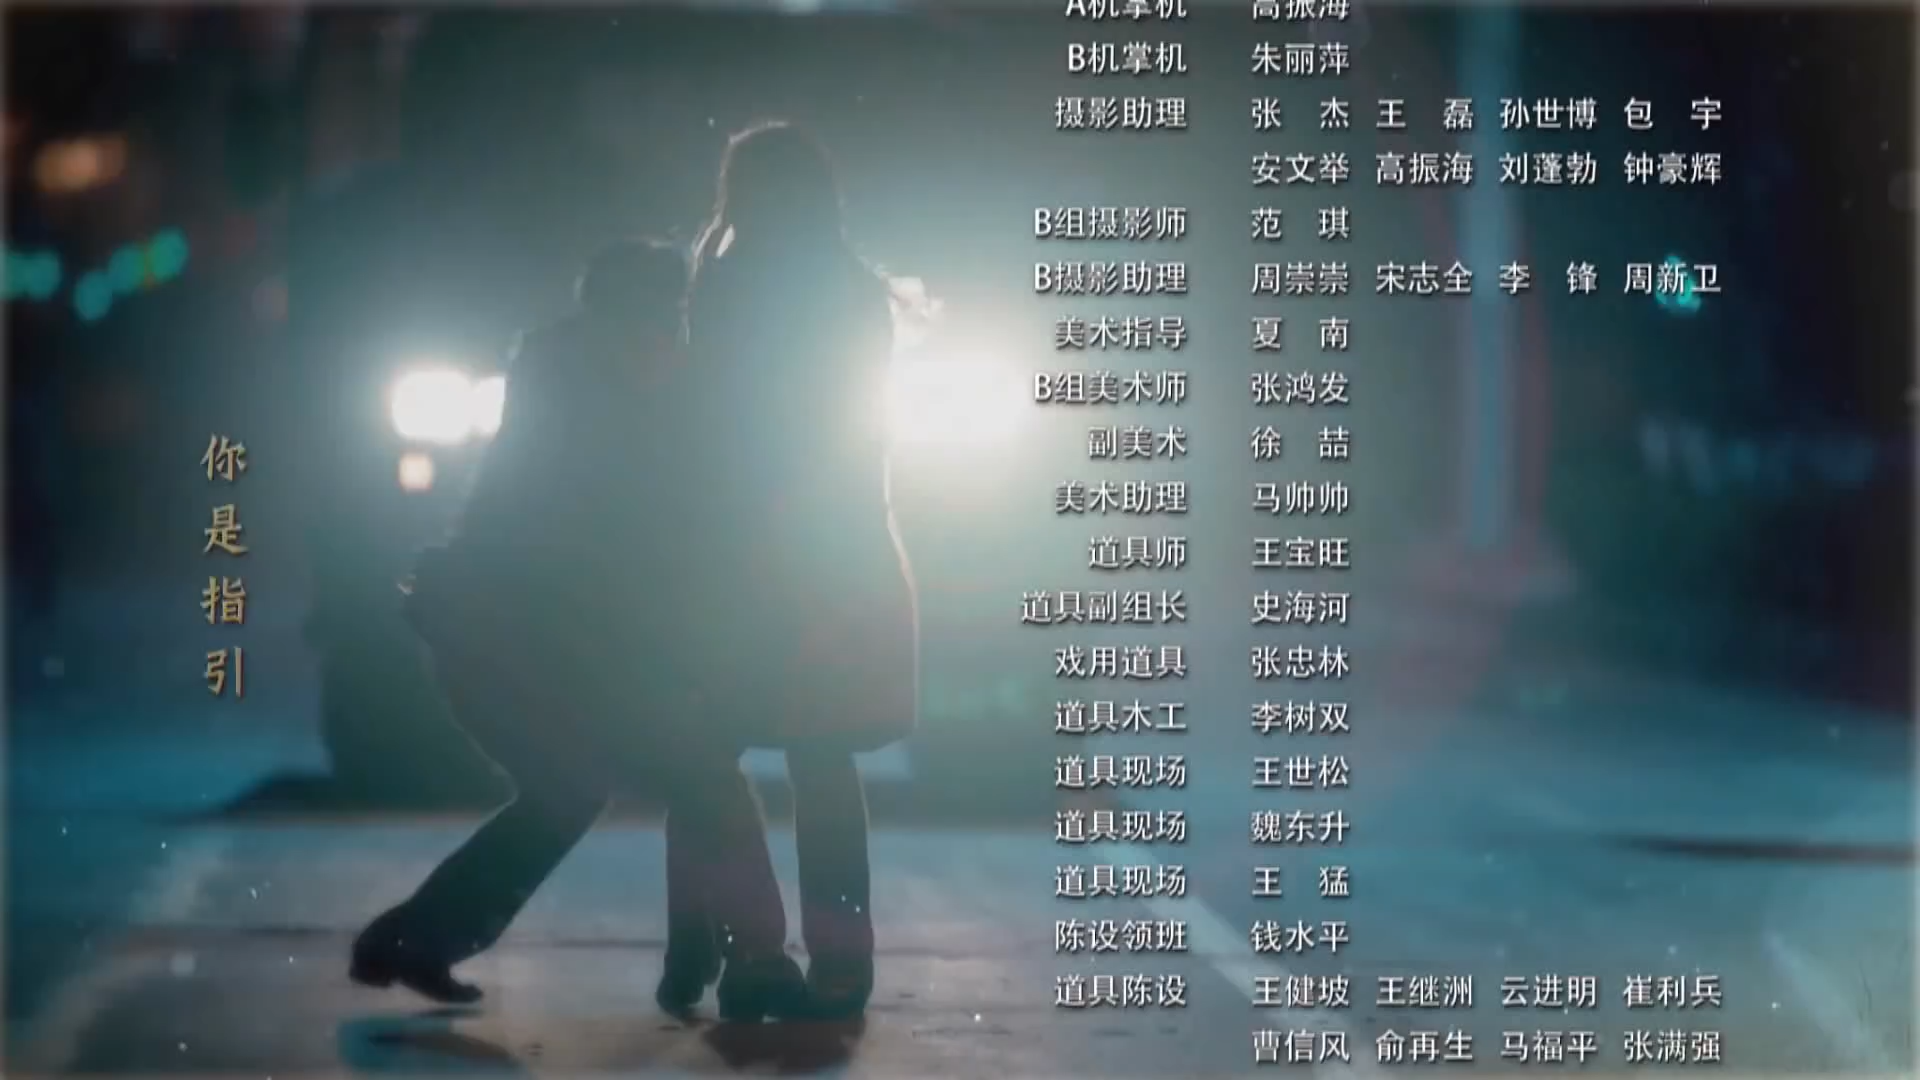 A机掌机 高振海
B机掌机 朱丽萍
摄影助理 张 杰 王 磊 孙世博 包 宇
安文举 高振海 刘蓬勃 钟豪辉
B组摄影师 范 琪
B摄影助理 周崇崇 宋志全 李 锋 周新卫
美术指导 夏 南
B组美术师 张鸿发
副美术 徐 喆
美术助理 马帅帅
道具师 王宝旺
道具副组长 史海河
戏用道具 张忠林
道具木工 李树双
道具现场 王世松
道具现场 魏东升
道具现场 王 猛
陈设领班 钱水平
道具陈设 王健坡 王继洲 云进明 崔利兵
曹信风 俞再生 马福平 张满强
你是指引